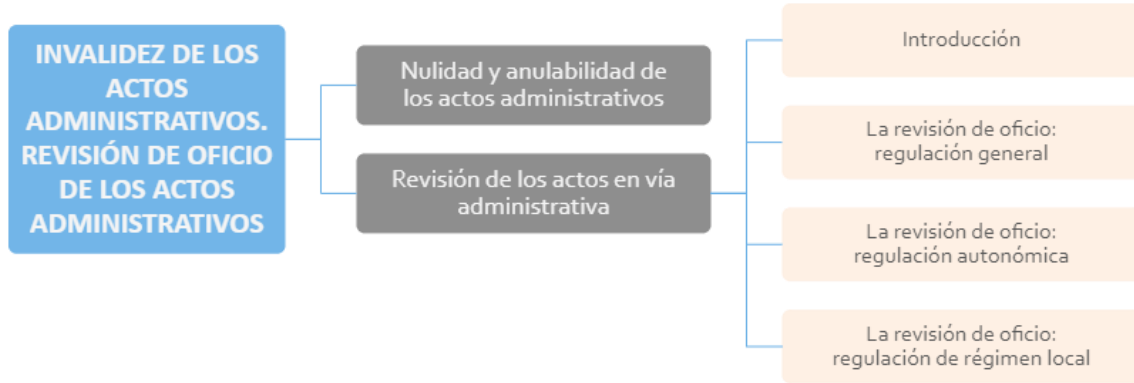 INVALIDEZ DE LOS
ACTOS
ADMINISTRATIVOS.
REVISIÓN DE OFICIO
DE LOS ACTOS
ADMINISTRATIVOS
Nulidad y anulabilidad de
los actos administrativos
Revisión de los actos en vía
administrativa
Introducción
La revisión de oficio:
regulación general
La revisión de oficio:
regulación autonómica
La revisión de oficio:
regulación de régimen local